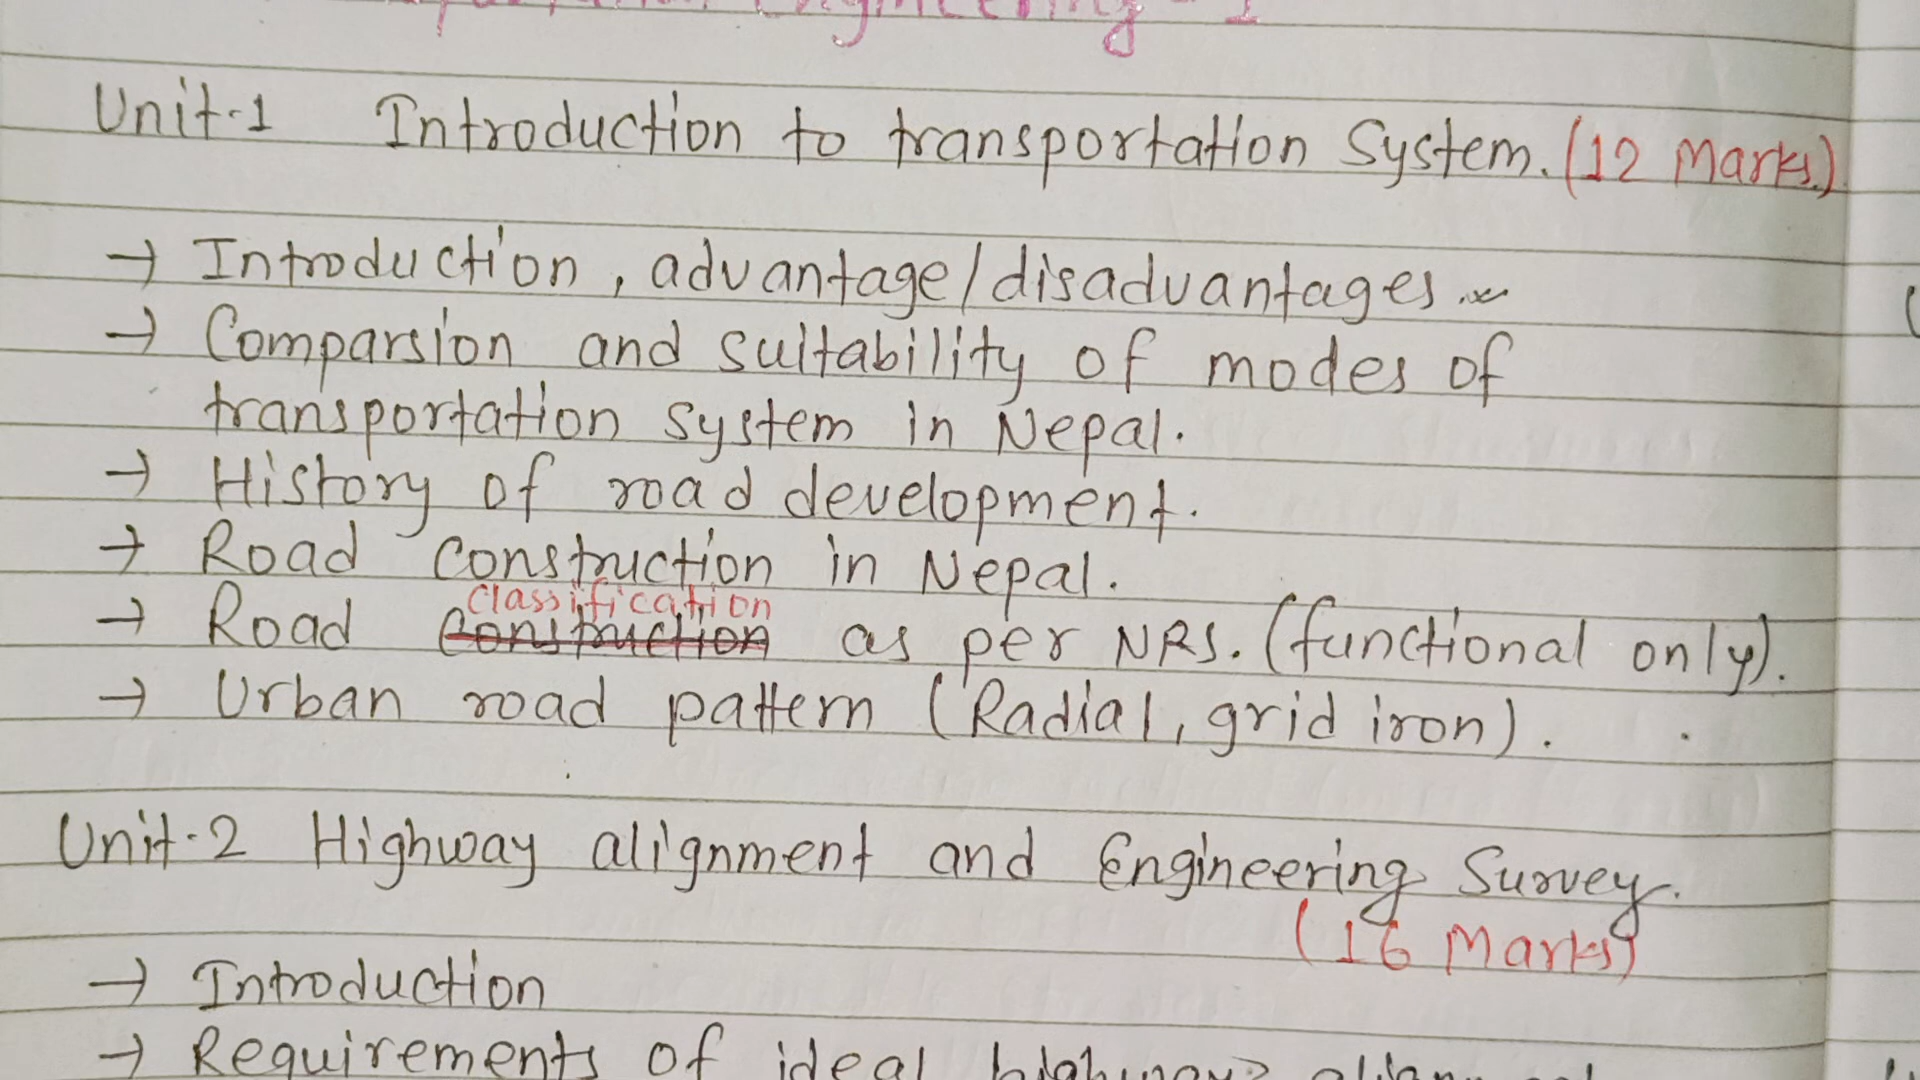 Engineering - I
Unit-1 Introduction to transportation System. (12 Marks)
→ Introduction, advantage/disadvantages.
→ Comparsion and suitability of modes of
transportation system in Nepal.
→ History of road development.
→ Road construction in Nepal.
classification
→ Road construction as per NRS. (functional only).
→ Urban road pattern (Radial, grid iron).
Unit-2 Highway alignment and Engineering Survey.
(16 Marks)
→ Introduction
→ Requirements of ideal